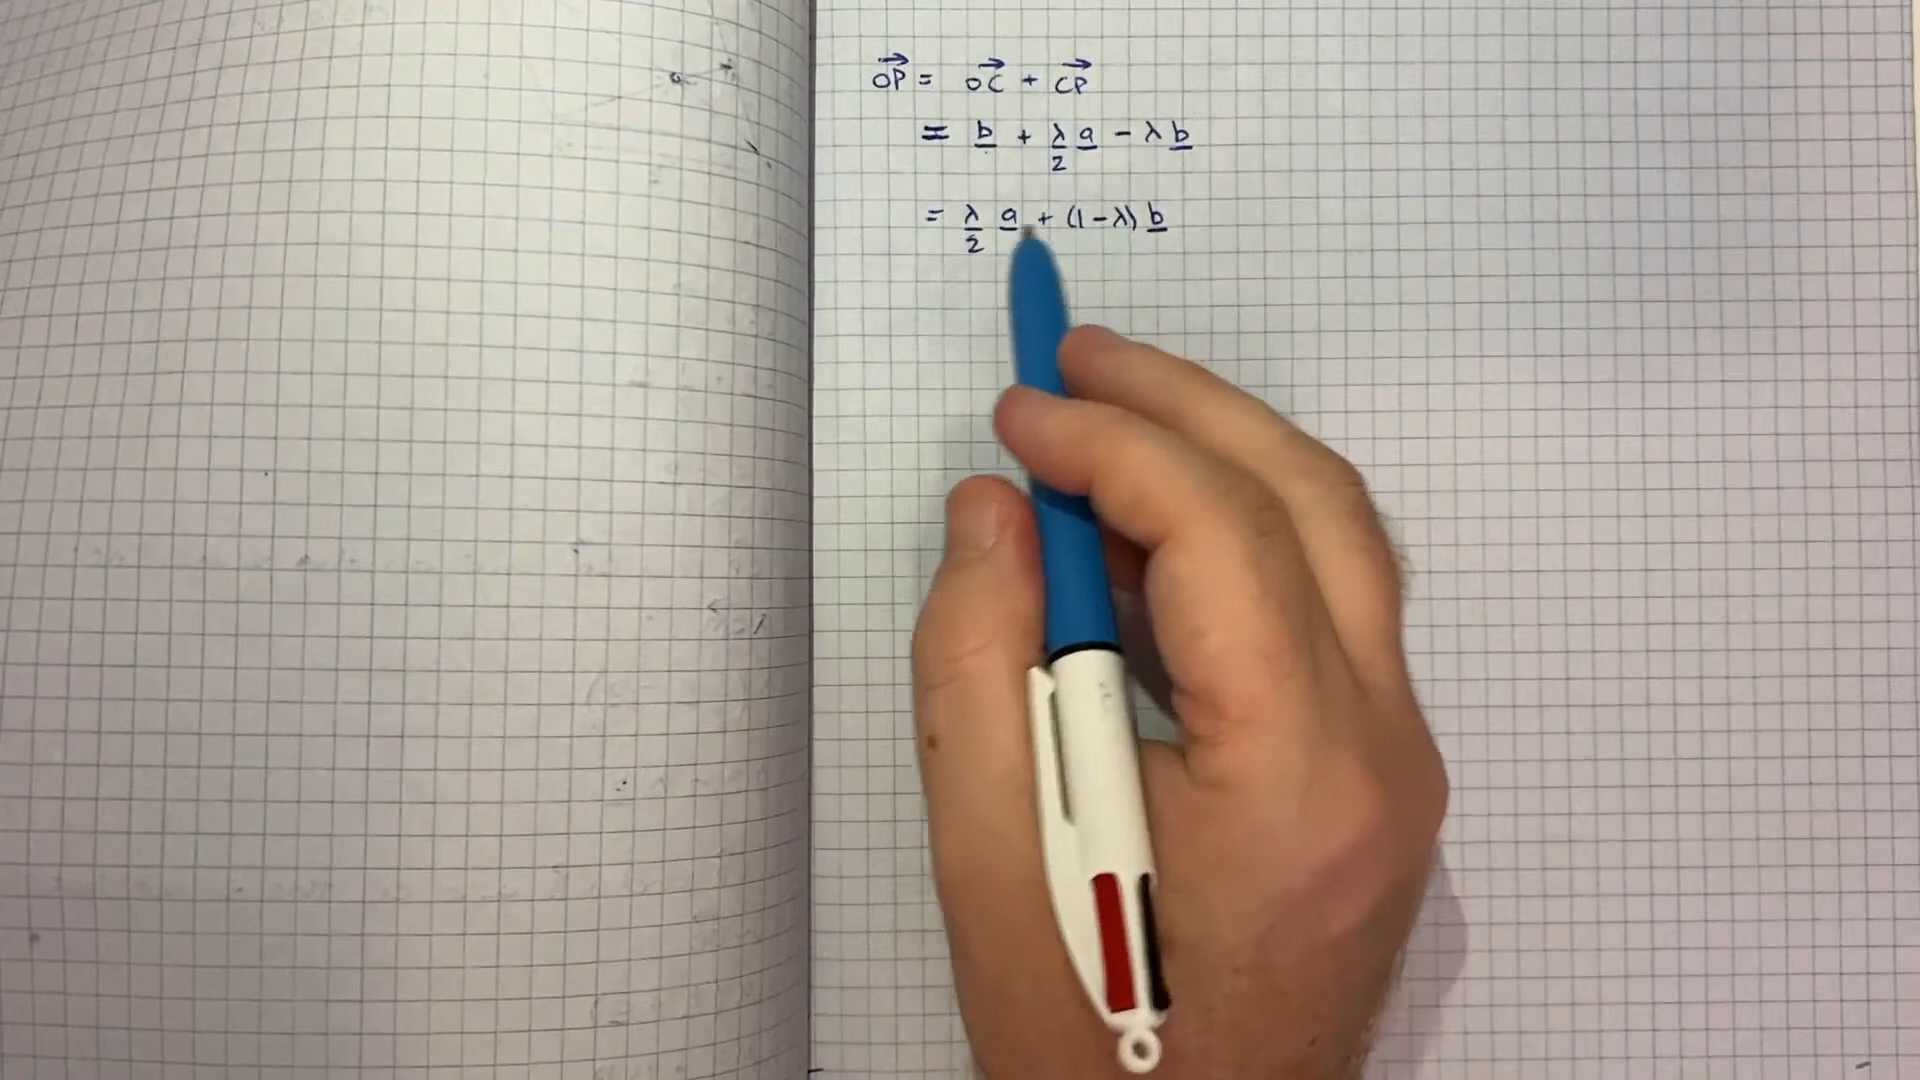 OP⃗ = OC⃗ + CP⃗
= b + λ/2 a - λ b
= λ/2 a + (1 - λ) b